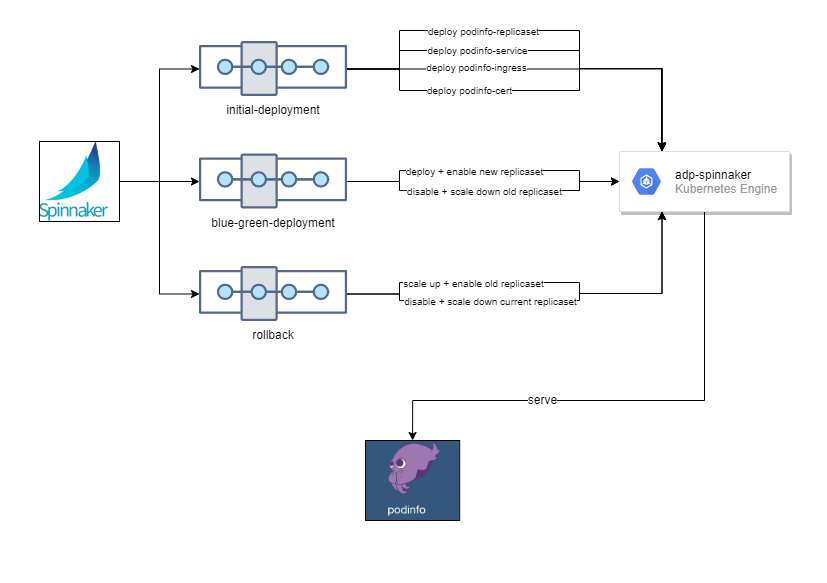 deploy podinfo-replicaset
deploy podinfo-service
deploy podinfo-ingress
deploy podinfo-cert
initial-deployment
Spinnaker
deploy + enable new replicaset
disable + scale down old replicaset
adp-spinnaker
Kubernetes Engine
blue-green-deployment
scale up + enable old replicaset
disable + scale down current replicaset
rollback
serve
podinfo